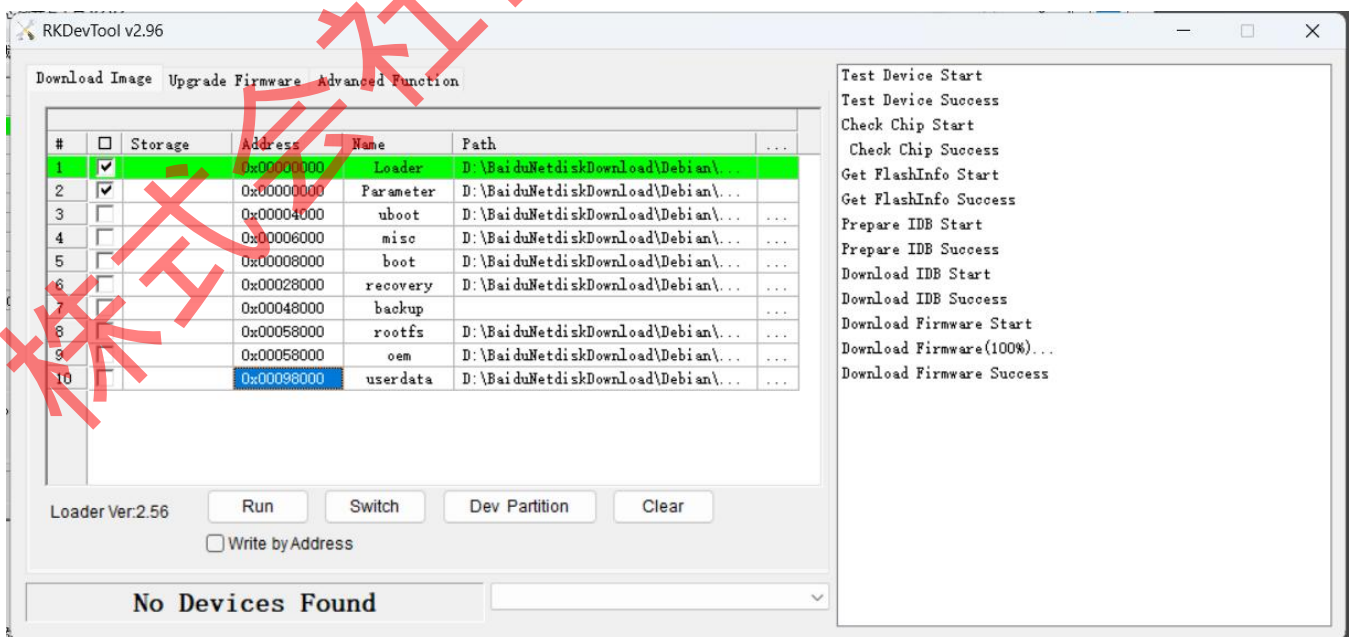 RKDevTool v2.96
Download Image Upgrade Firmware Advanced Function
# Storage Address Name Path ...
1 0x00000000 Loader D:\BaiduNetdiskDownload\Debian\...
2 0x00000000 Parameter D:\BaiduNetdiskDownload\Debian\...
3 0x00004000 uboot D:\BaiduNetdiskDownload\Debian\... ...
4 0x00006000 misc D:\BaiduNetdiskDownload\Debian\... ...
5 0x00008000 boot D:\BaiduNetdiskDownload\Debian\... ...
6 0x00028000 recovery D:\BaiduNetdiskDownload\Debian\... ...
7 0x00048000 backup ...
8 0x00058000 rootfs D:\BaiduNetdiskDownload\Debian\... ...
9 0x00058000 oem D:\BaiduNetdiskDownload\Debian\... ...
10 0x00098000 userdata D:\BaiduNetdiskDownload\Debian\... ...
Loader Ver:2.56 Run Switch Dev Partition Clear
Write by Address
No Devices Found
Test Device Start
Test Device Success
Check Chip Start
Check Chip Success
Get FlashInfo Start
Get FlashInfo Success
Prepare IDB Start
Prepare IDB Success
Download IDB Start
Download IDB Success
Download Firmware Start
Download Firmware(100%)...
Download Firmware Success
株式会社